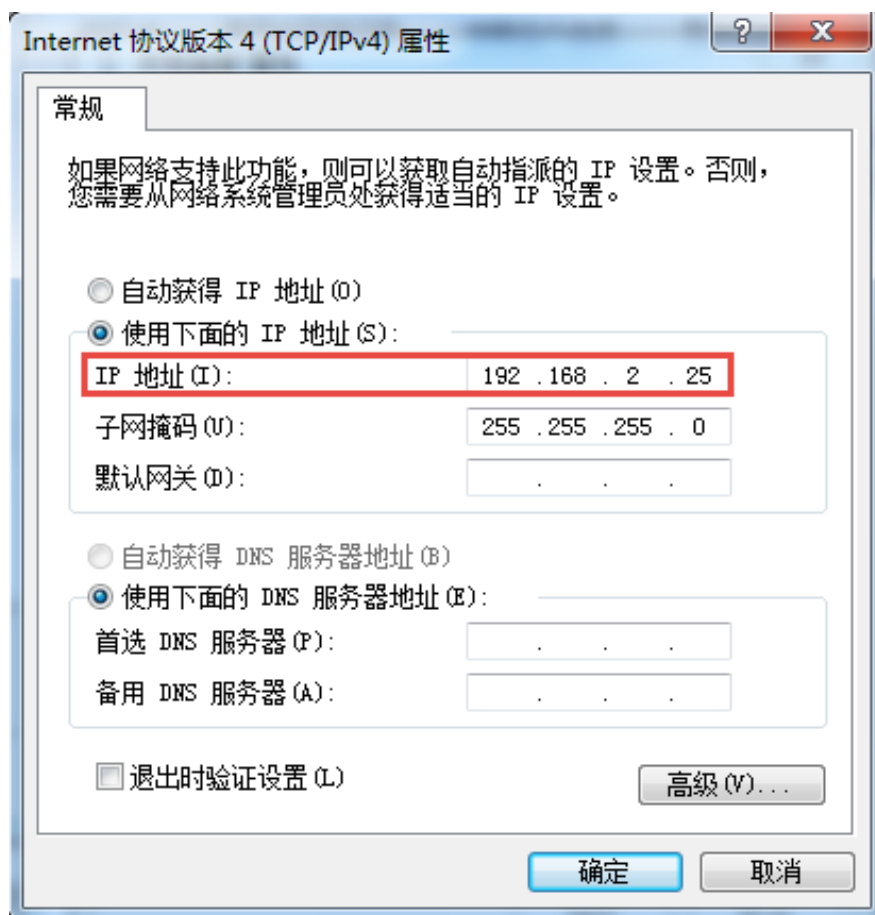 Internet 协议版本 4 (TCP/IPv4) 属性
常规
如果网络支持此功能，则可以获取自动指派的 IP 设置。否则，
您需要从网络系统管理员处获得适当的 IP 设置。
自动获得 IP 地址(O)
使用下面的 IP 地址(S):
IP 地址(I): 192 .168 . 2 . 25
子网掩码(U): 255 .255 .255 . 0
默认网关(D): . . .
自动获得 DNS 服务器地址(B)
使用下面的 DNS 服务器地址(E):
首选 DNS 服务器(P): . . .
备用 DNS 服务器(A): . . .
退出时验证设置(L)
高级(V)...
确定 取消